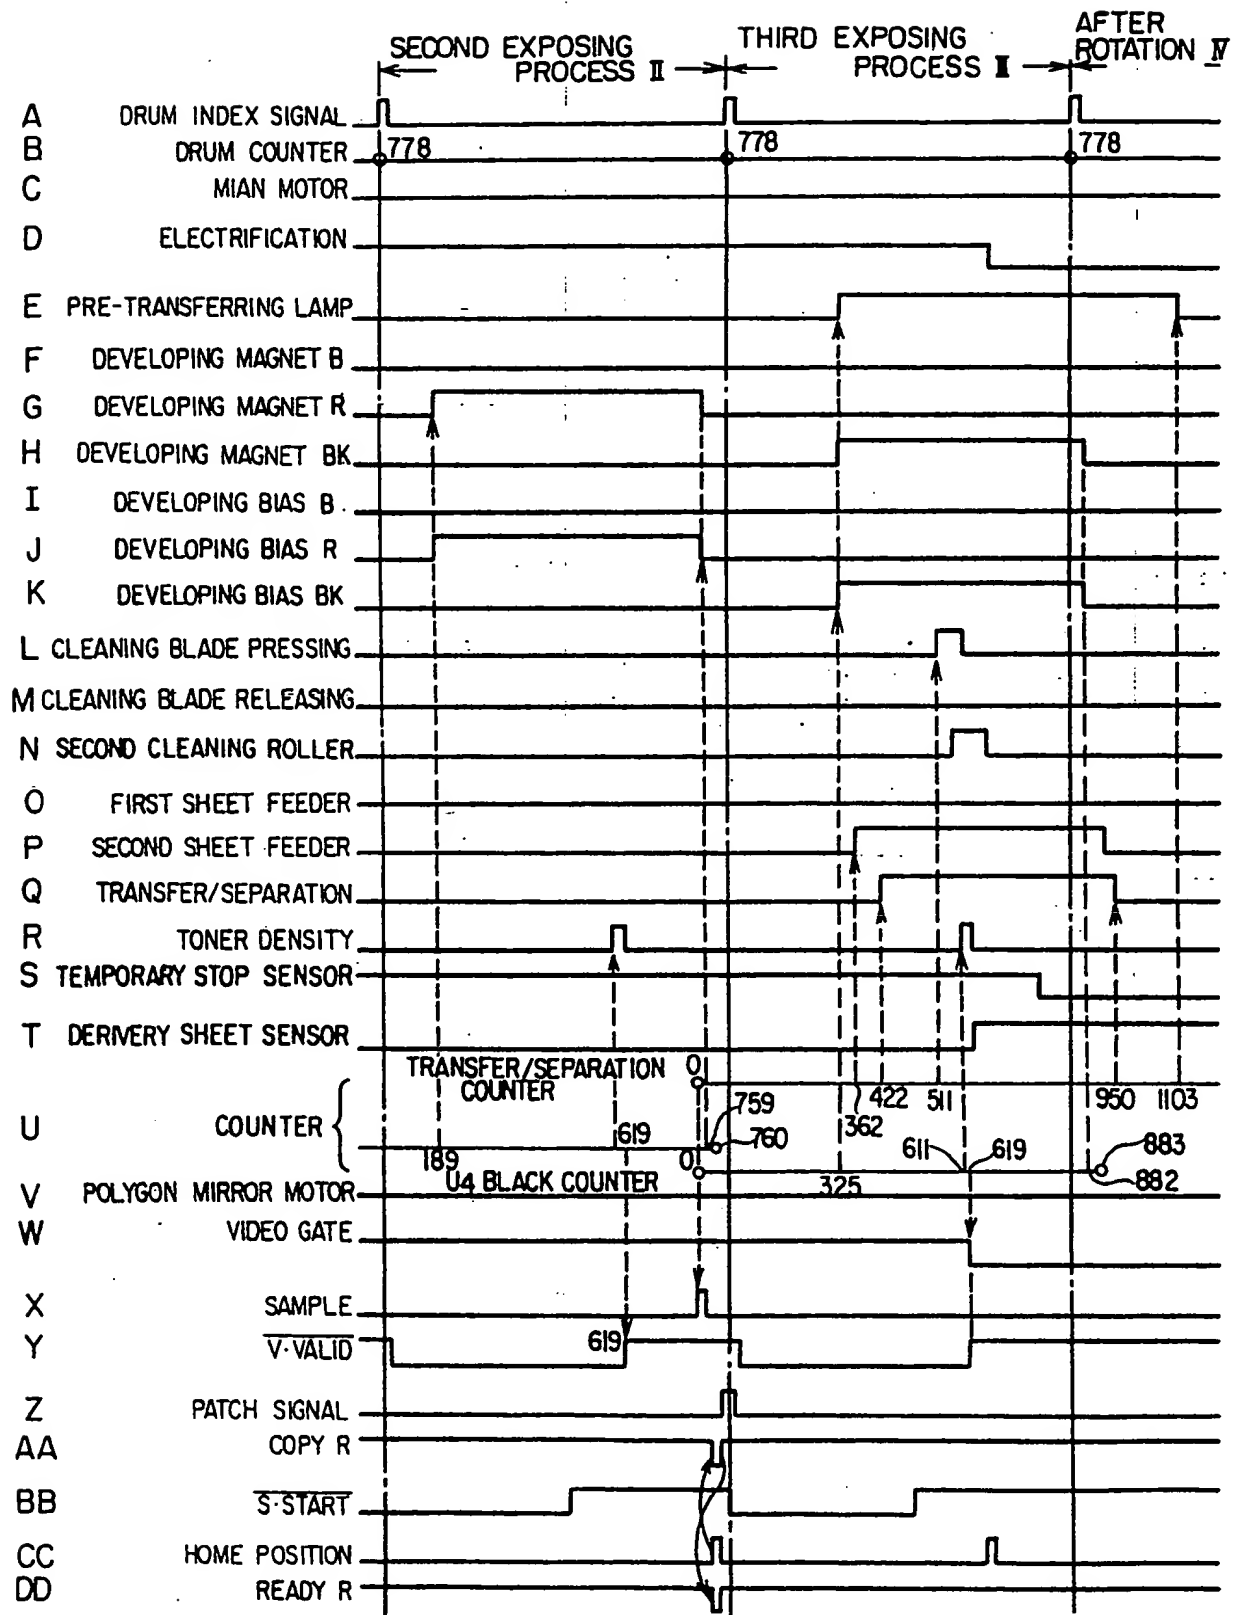 SECOND EXPOSING
PROCESS II
THIRD EXPOSING
PROCESS III
AFTER
ROTATION IV
A DRUM INDEX SIGNAL
B DRUM COUNTER 778 778 778
C MIAN MOTOR
D ELECTRIFICATION
E PRE-TRANSFERRING LAMP
F DEVELOPING MAGNET B
G DEVELOPING MAGNET R
H DEVELOPING MAGNET BK
I DEVELOPING BIAS B
J DEVELOPING BIAS R
K DEVELOPING BIAS BK
L CLEANING BLADE PRESSING
M CLEANING BLADE RELEASING
N SECOND CLEANING ROLLER
O FIRST SHEET FEEDER
P SECOND SHEET FEEDER
Q TRANSFER/SEPARATION
R TONER DENSITY
S TEMPORARY STOP SENSOR
T DERIVERY SHEET SENSOR
TRANSFER/SEPARATION 0
COUNTER
422 511 950 1103
759
362
U COUNTER 619 760 611 619 883
189 0
U4 BLACK COUNTER 325 882
V POLYGON MIRROR MOTOR
W VIDEO GATE
X SAMPLE
Y V·VALID 619
Z PATCH SIGNAL
AA COPY R
BB S·START
CC HOME POSITION
DD READY R